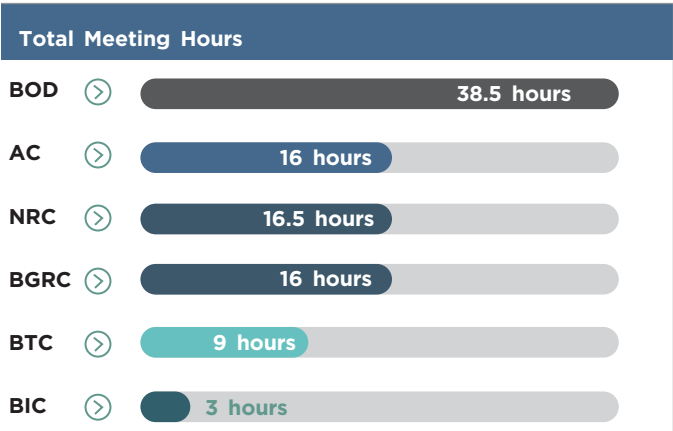 Total Meeting Hours
BOD 38.5 hours
AC 16 hours
NRC 16.5 hours
BGRC 16 hours
BTC 9 hours
BIC 3 hours